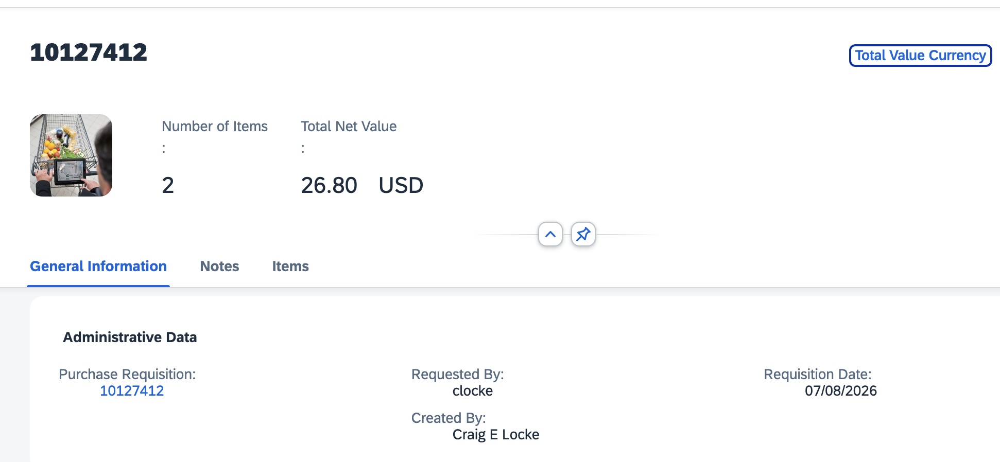 10127412
Total Value Currency
Number of Items
:
2
Total Net Value
:
26.80 USD
General Information Notes Items
Administrative Data
Purchase Requisition:
10127412
Requested By:
clocke
Created By:
Craig E Locke
Requisition Date:
07/08/2026